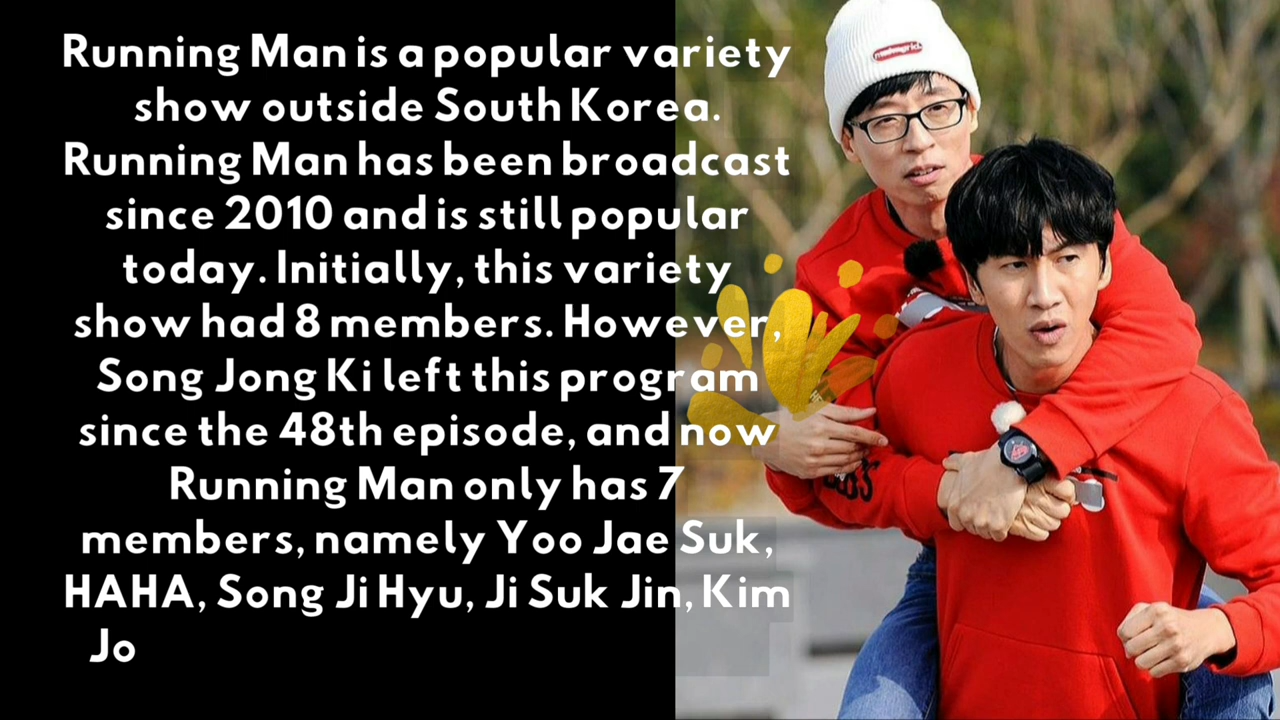 Running Man is a popular variety
show outside South Korea.
Running Man has been broadcast
since 2010 and is still popular
today. Initially, this variety
show had 8 members. However,
Song Jong Ki left this program
since the 48th episode, and now
Running Man only has 7
members, namely Yoo Jae Suk,
HAHA, Song Ji Hyu, Ji Suk Jin, Kim
Jo